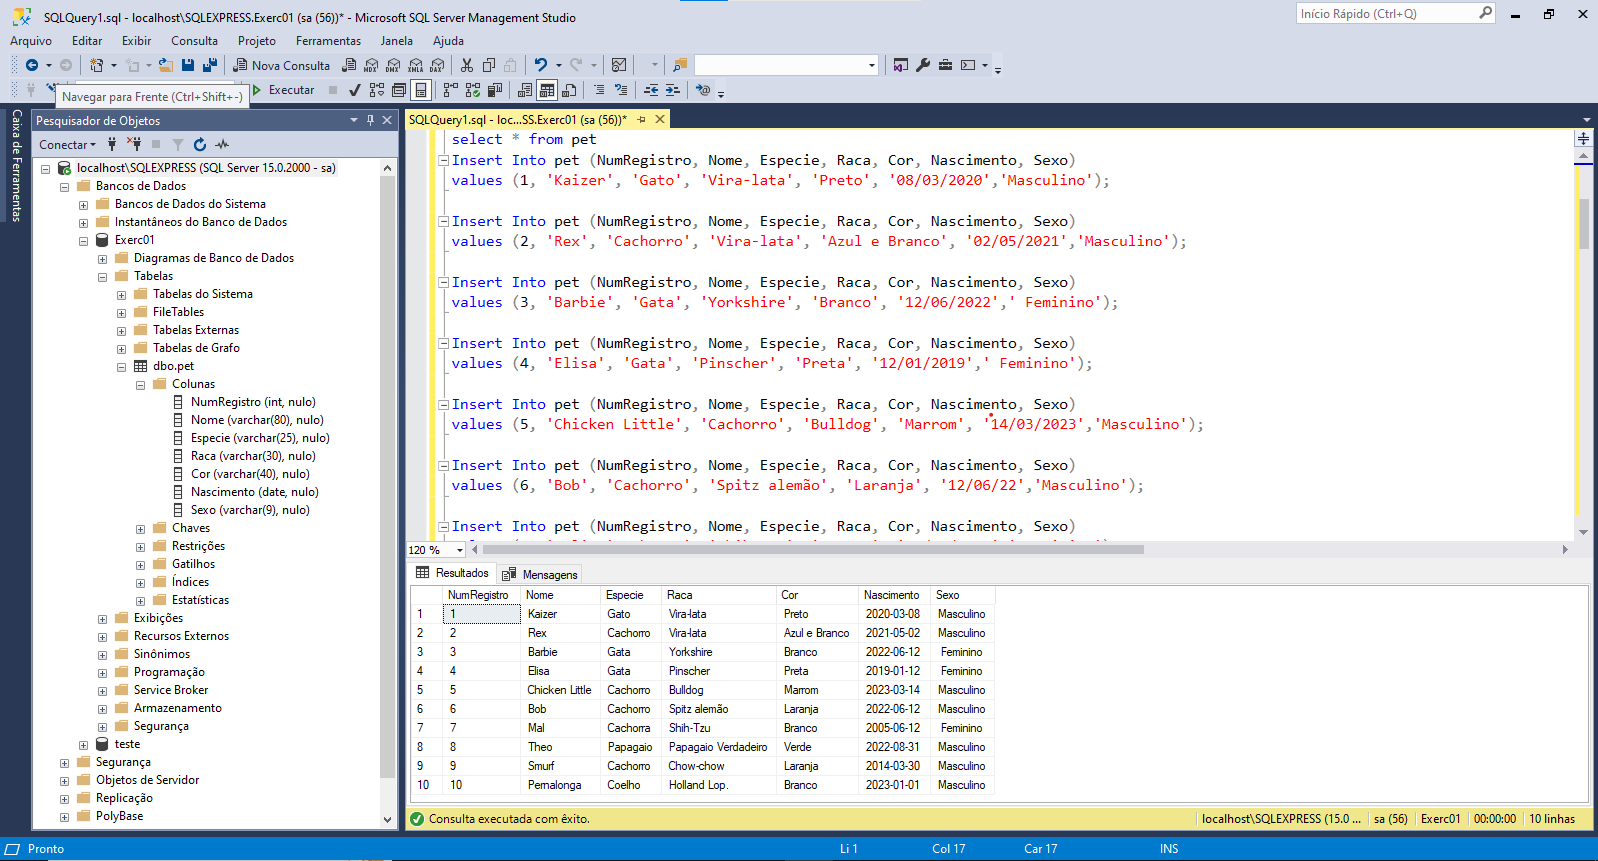 SQLQuery1.sql - localhost\SQLEXPRESS.Exerc01 (sa (56))* - Microsoft SQL Server Management Studio
Início Rápido (Ctrl+Q)
Arquivo Editar Exibir Consulta Projeto Ferramentas Janela Ajuda
Nova Consulta
MDX DMX XMLA DAX
Executar
Navegar para Frente (Ctrl+Shift+-)
Caixa de Ferramentas
Pesquisador de Objetos
Conectar
localhost\SQLEXPRESS (SQL Server 15.0.2000 - sa)
Bancos de Dados
Bancos de Dados do Sistema
Instantâneos do Banco de Dados
Exerc01
Diagramas de Banco de Dados
Tabelas
Tabelas do Sistema
FileTables
Tabelas Externas
Tabelas de Grafo
dbo.pet
Colunas
NumRegistro (int, nulo)
Nome (varchar(80), nulo)
Especie (varchar(25), nulo)
Raca (varchar(30), nulo)
Cor (varchar(40), nulo)
Nascimento (date, nulo)
Sexo (varchar(9), nulo)
Chaves
Restrições
Gatilhos
Índices
Estatísticas
Exibições
Recursos Externos
Sinônimos
Programação
Service Broker
Armazenamento
Segurança
teste
Segurança
Objetos de Servidor
Replicação
PolyBase
SQLQuery1.sql - loc...SS.Exerc01 (sa (56))*
select * from pet
Insert Into pet (NumRegistro, Nome, Especie, Raca, Cor, Nascimento, Sexo)
values (1, 'Kaizer', 'Gato', 'Vira-lata', 'Preto', '08/03/2020','Masculino');
Insert Into pet (NumRegistro, Nome, Especie, Raca, Cor, Nascimento, Sexo)
values (2, 'Rex', 'Cachorro', 'Vira-lata', 'Azul e Branco', '02/05/2021','Masculino');
Insert Into pet (NumRegistro, Nome, Especie, Raca, Cor, Nascimento, Sexo)
values (3, 'Barbie', 'Gata', 'Yorkshire', 'Branco', '12/06/2022',' Feminino');
Insert Into pet (NumRegistro, Nome, Especie, Raca, Cor, Nascimento, Sexo)
values (4, 'Elisa', 'Gata', 'Pinscher', 'Preta', '12/01/2019',' Feminino');
Insert Into pet (NumRegistro, Nome, Especie, Raca, Cor, Nascimento, Sexo)
values (5, 'Chicken Little', 'Cachorro', 'Bulldog', 'Marrom', '14/03/2023','Masculino');
Insert Into pet (NumRegistro, Nome, Especie, Raca, Cor, Nascimento, Sexo)
values (6, 'Bob', 'Cachorro', 'Spitz alemão', 'Laranja', '12/06/22','Masculino');
Insert Into pet (NumRegistro, Nome, Especie, Raca, Cor, Nascimento, Sexo)
120 %
Resultados Mensagens
NumRegistro Nome Especie Raca Cor Nascimento Sexo
1 1 Kaizer Gato Vira-lata Preto 2020-03-08 Masculino
2 2 Rex Cachorro Vira-lata Azul e Branco 2021-05-02 Masculino
3 3 Barbie Gata Yorkshire Branco 2022-06-12 Feminino
4 4 Elisa Gata Pinscher Preta 2019-01-12 Feminino
5 5 Chicken Little Cachorro Bulldog Marrom 2023-03-14 Masculino
6 6 Bob Cachorro Spitz alemão Laranja 2022-06-12 Masculino
7 7 Mal Cachorra Shih-Tzu Branco 2005-06-12 Feminino
8 8 Theo Papagaio Papagaio Verdadeiro Verde 2022-08-31 Masculino
9 9 Smurf Cachorro Chow-chow Laranja 2014-03-30 Masculino
10 10 Pernalonga Coelho Holland Lop. Branco 2023-01-01 Masculino
Consulta executada com êxito.
localhost\SQLEXPRESS (15.0 ... sa (56) Exerc01 00:00:00 10 linhas
Pronto Li 1 Col 17 Car 17 INS